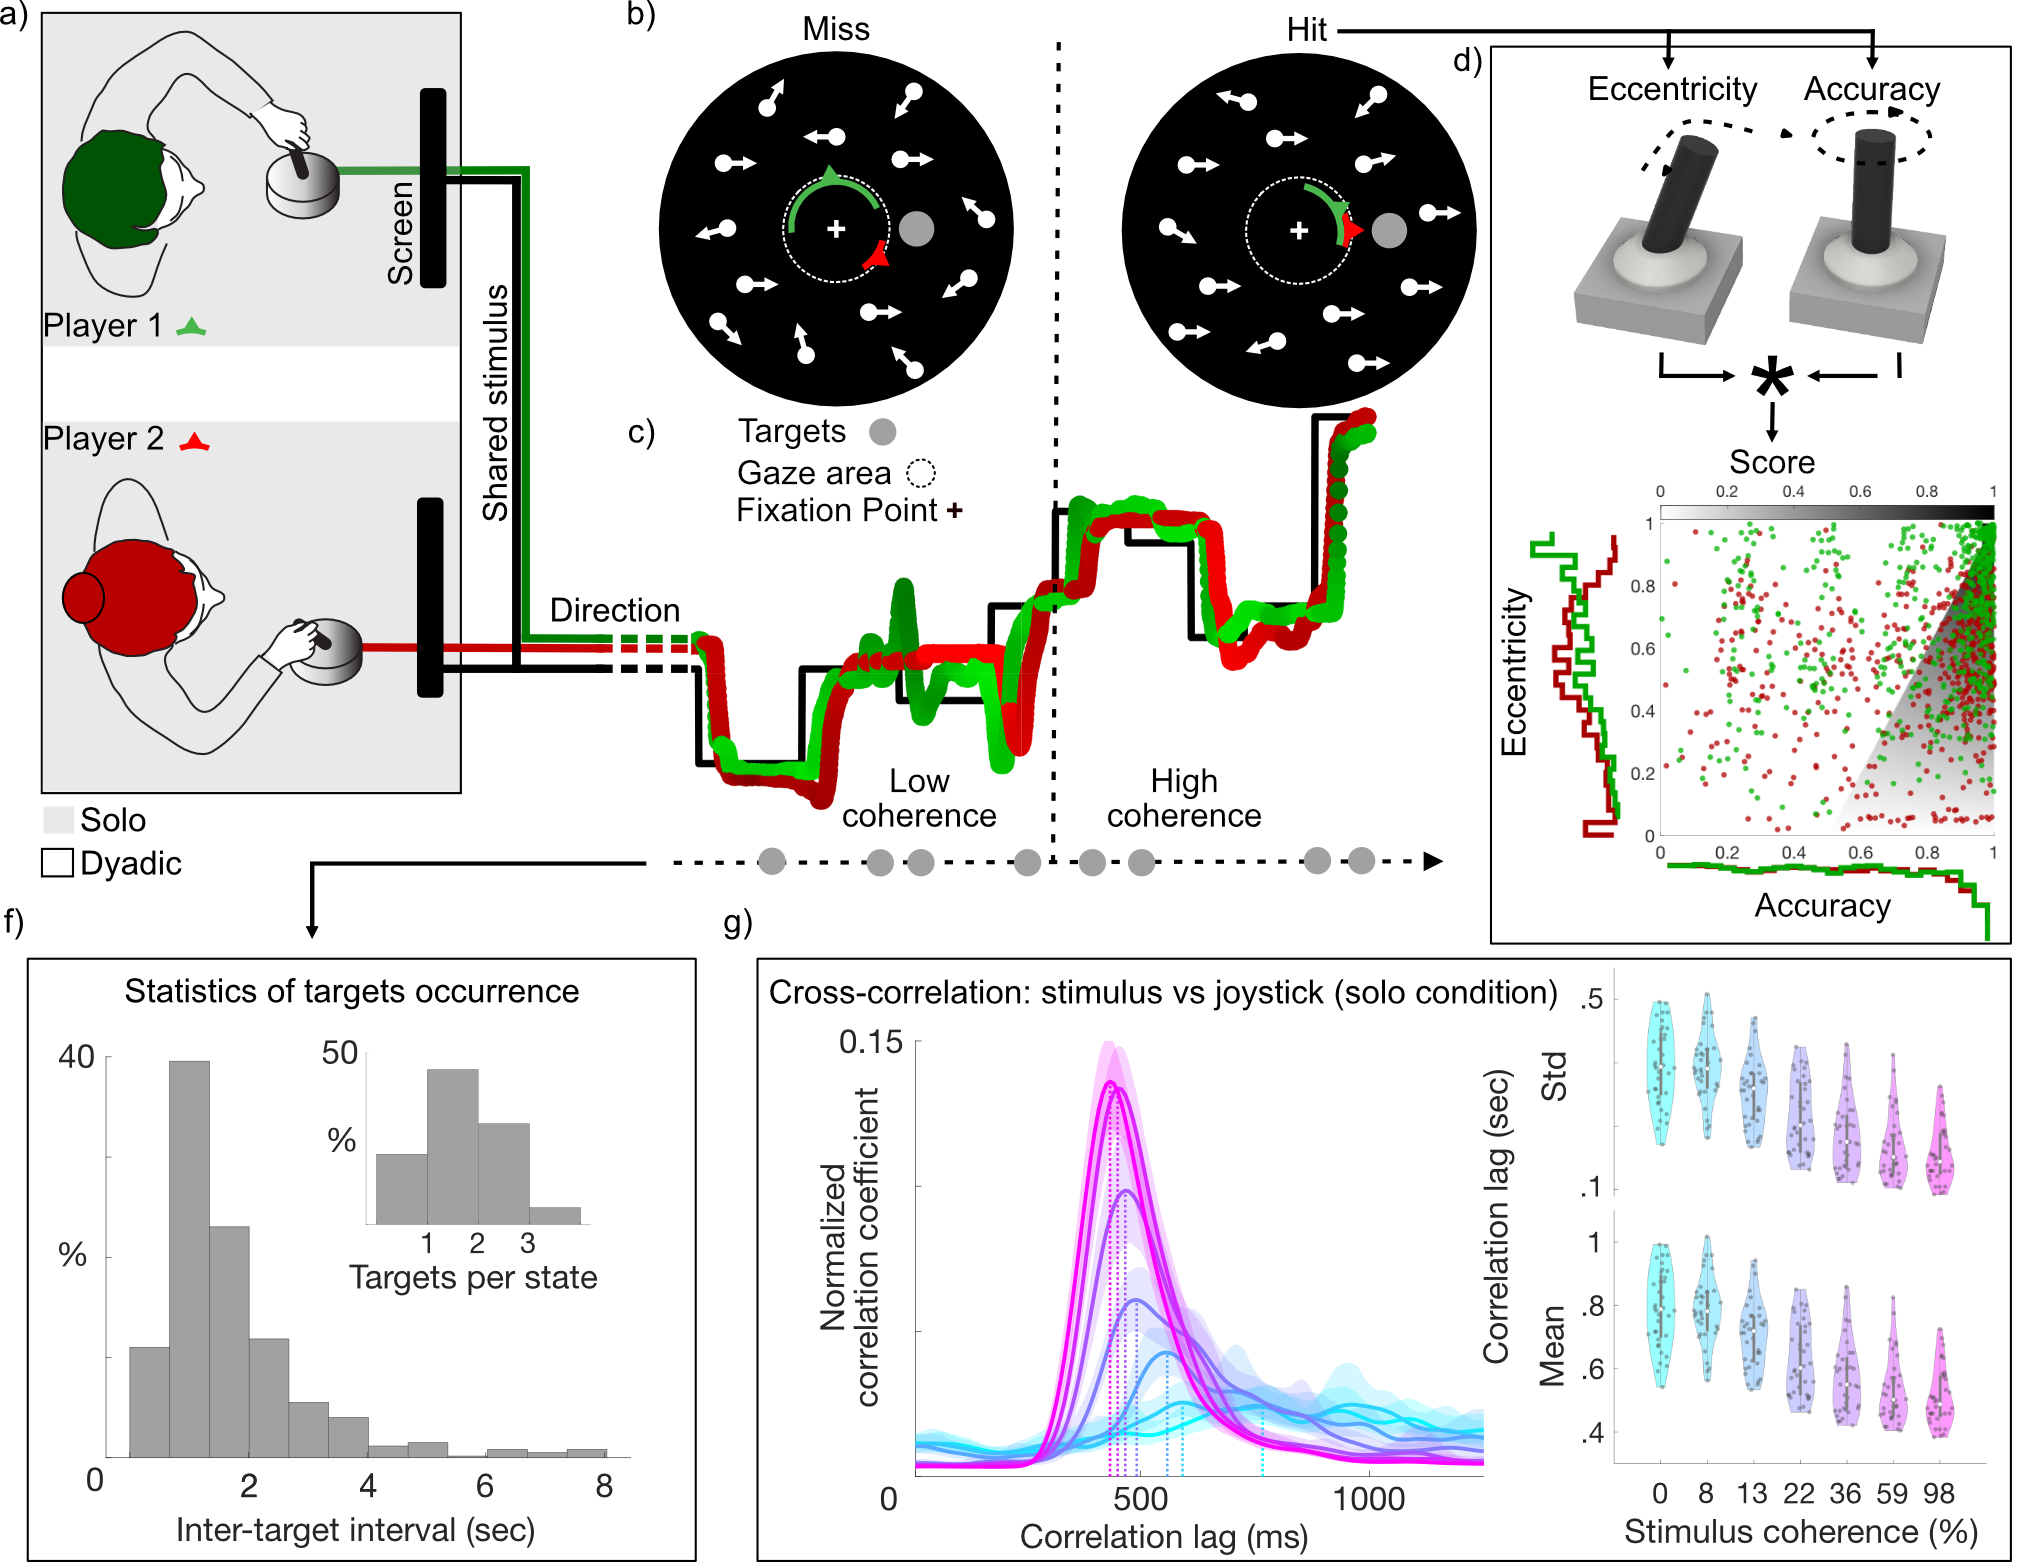 a)
Screen
Player 1
Shared stimulus
Player 2
Solo
Dyadic
b)
Miss
Hit
c)
Targets
Gaze area
Fixation Point +
Direction
Low
coherence
High
coherence
d)
Eccentricity
Accuracy
*
Score
0 0.2 0.4 0.6 0.8 1
1
0.8
0.6
0.4
0.2
0
Eccentricity
0 0.2 0.4 0.6 0.8 1
Accuracy
f)
Statistics of targets occurrence
40
%
0 2 4 6 8
Inter-target interval (sec)
50
%
1 2 3
Targets per state
g)
Cross-correlation: stimulus vs joystick (solo condition)
0.15
Normalized
correlation coefficient
0 500 1000
Correlation lag (ms)
Correlation lag (sec)
Std
.5
.1
Mean
1
.8
.6
.4
0 8 13 22 36 59 98
Stimulus coherence (%)